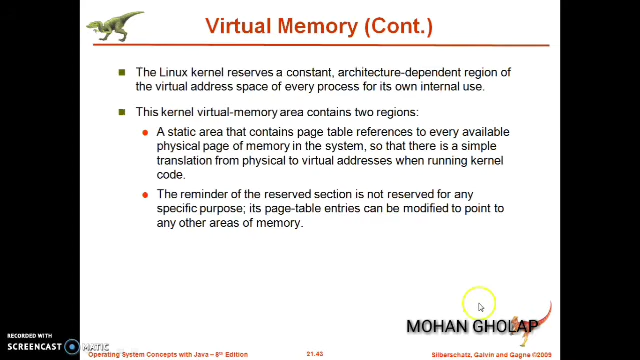 Virtual Memory (Cont.)
The Linux kernel reserves a constant, architecture-dependent region of
the virtual address space of every process for its own internal use.
This kernel virtual-memory area contains two regions:
A static area that contains page table references to every available
physical page of memory in the system, so that there is a simple
translation from physical to virtual addresses when running kernel
code.
The reminder of the reserved section is not reserved for any
specific purpose; its page-table entries can be modified to point to
any other areas of memory.
MOHAN GHOLAP
RECORDED WITH
SCREENCAST MATIC
Operating System Concepts with Java – 8th Edition
21.43
Silberschatz, Galvin and Gagne ©2009